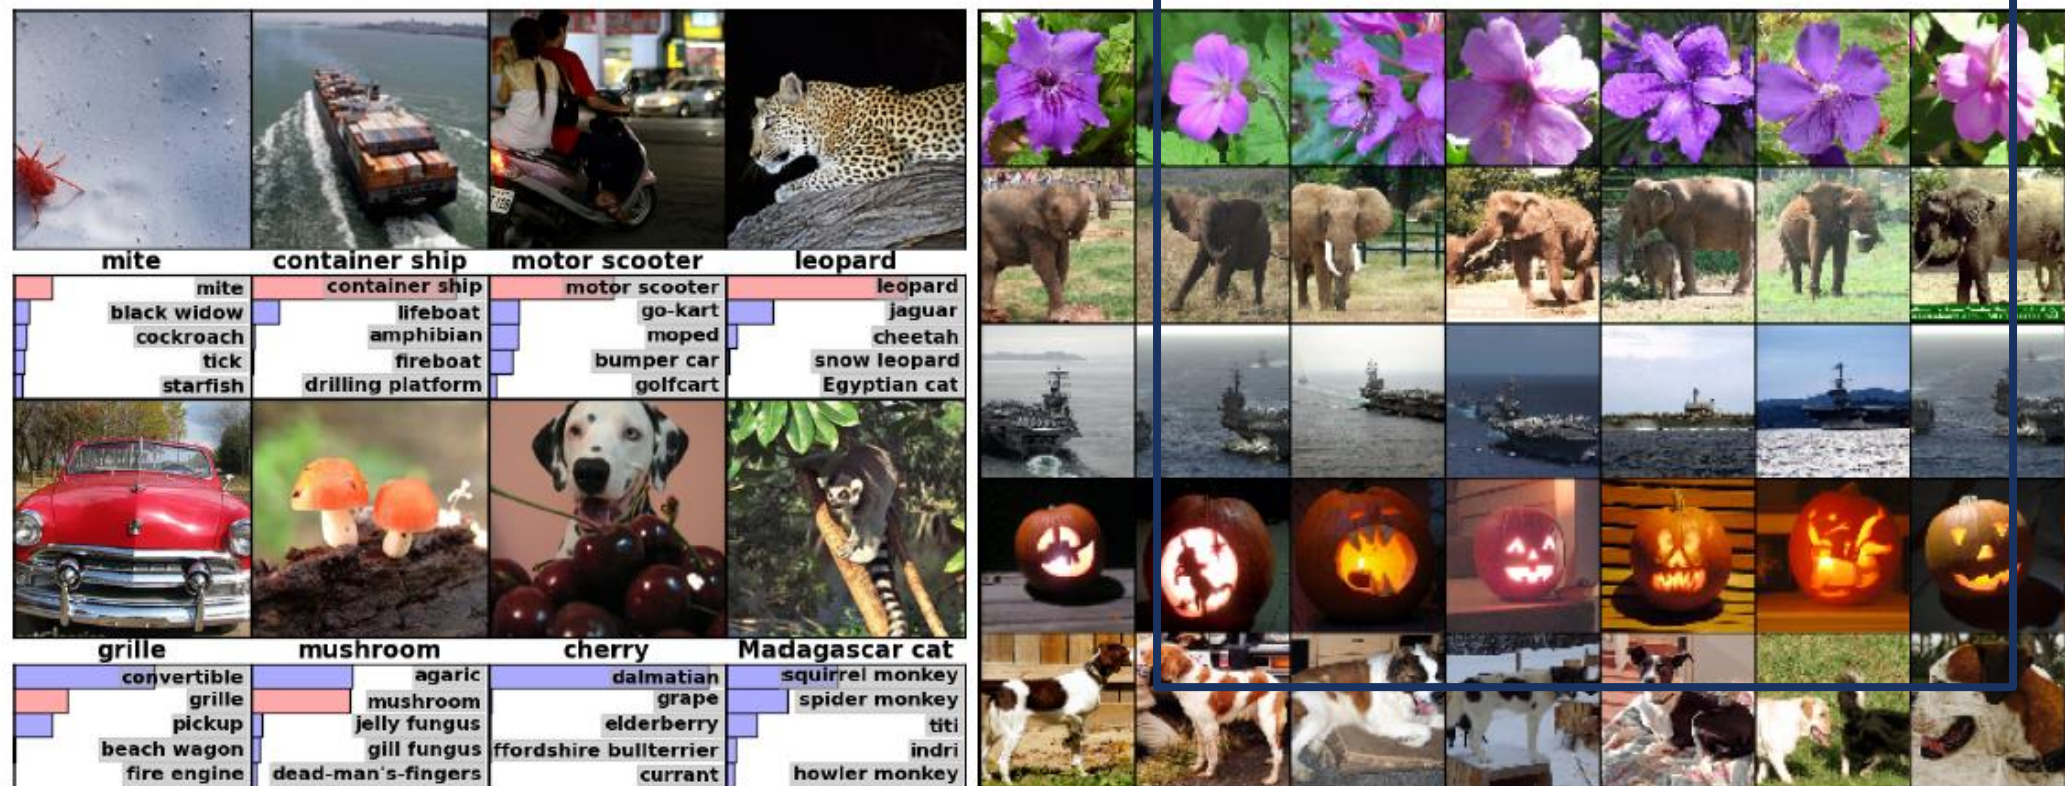 mite
container ship
motor scooter
leopard
mite
black widow
cockroach
tick
starfish
container ship
lifeboat
amphibian
fireboat
drilling platform
motor scooter
go-kart
moped
bumper car
golfcart
leopard
jaguar
cheetah
snow leopard
Egyptian cat
grille
mushroom
cherry
Madagascar cat
convertible
grille
pickup
beach wagon
fire engine
agaric
mushroom
jelly fungus
gill fungus
dead-man's-fingers
dalmatian
grape
elderberry
ffordshire bullterrier
currant
squirrel monkey
spider monkey
titi
indri
howler monkey